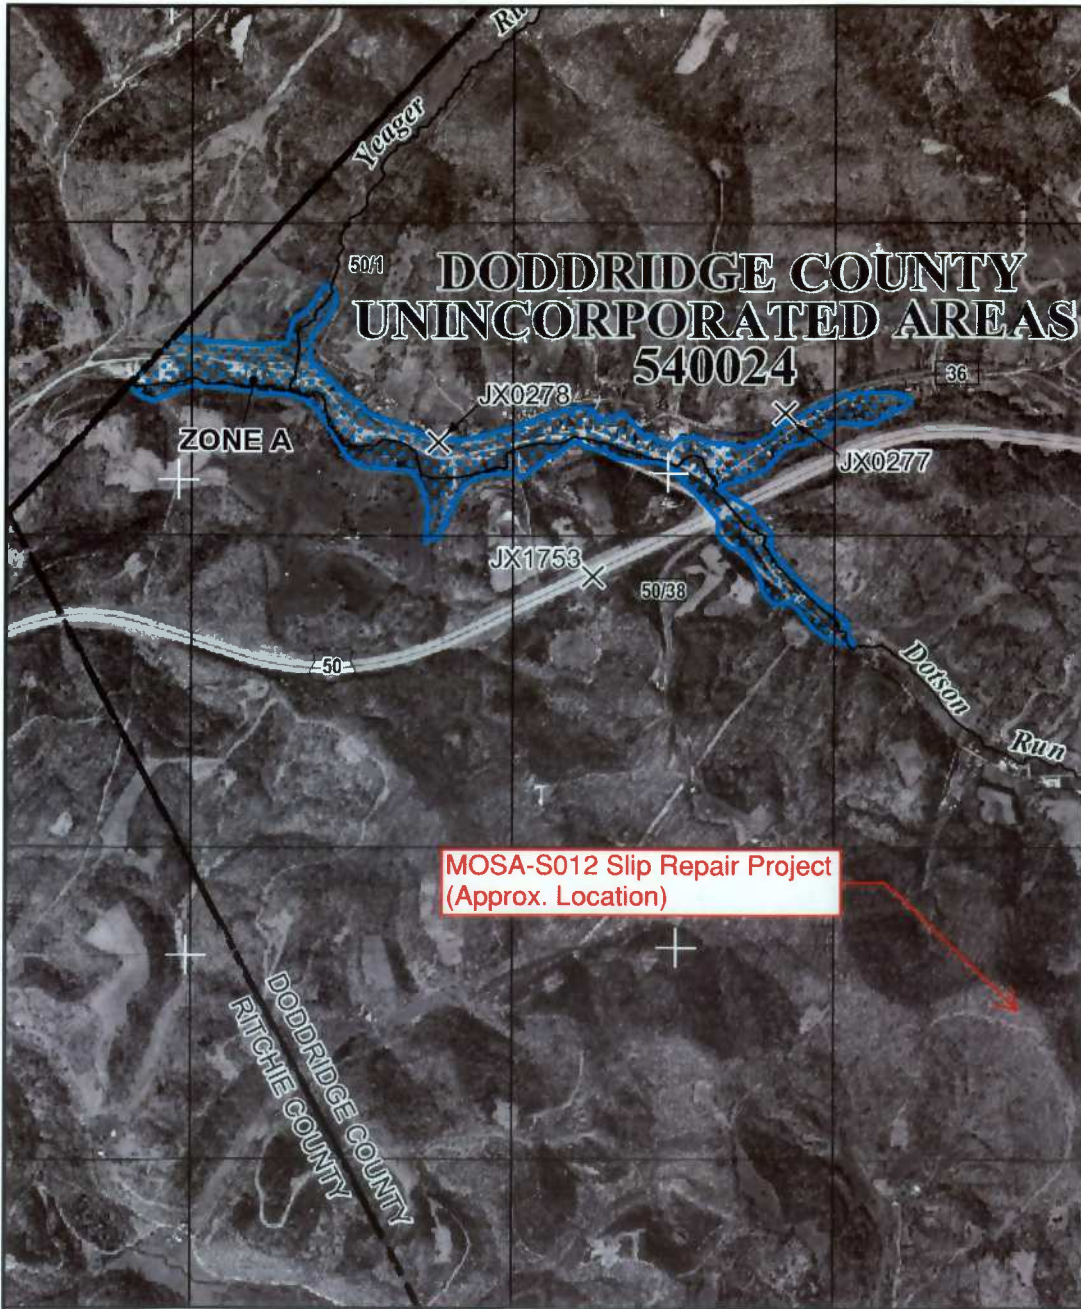 Yeager
50/1
DODDRIDGE COUNTY
UNINCORPORATED AREAS
540024
36
JX0278
ZONE A
JX0277
JX1753
50/38
50
Dotson
Run
MOSA-S012 Slip Repair Project
(Approx. Location)
DODDRIDGE COUNTY
RITCHIE COUNTY